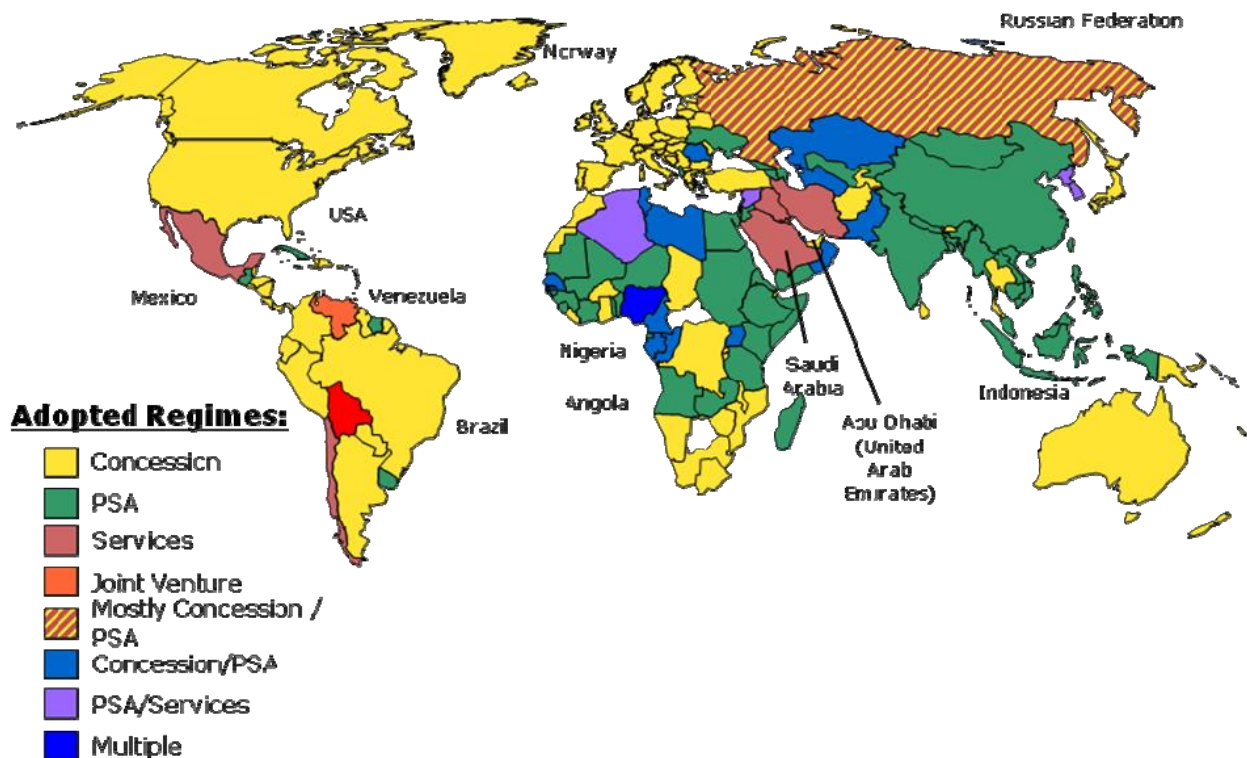 Russian Federation
Norway
USA
Mexico
Venezuela
Nigeria
Saudi
Arabia
Indonesia
Angola
Brazil
Abu Dhabi
(United
Arab
Emirates)
Adopted Regimes:
Concession
PSA
Services
Joint Venture
Mostly Concession /
PSA
Concession/PSA
PSA/Services
Multiple